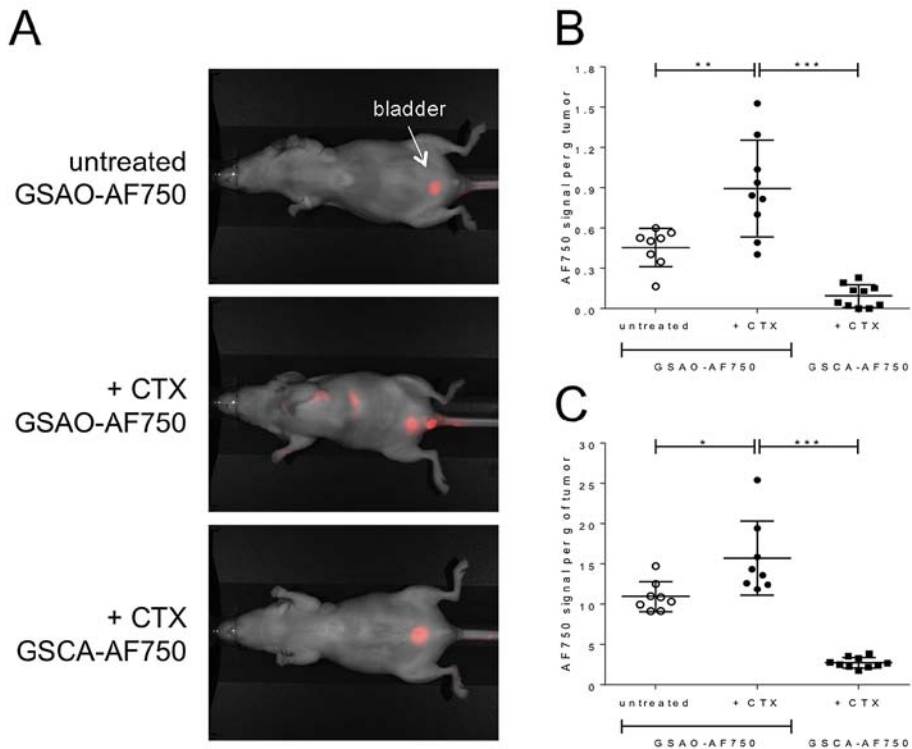 A
untreated
GSAO-AF750
bladder
+ CTX
GSAO-AF750
+ CTX
GSCA-AF750
B
** ***
AF750 signal per g tumor
1.8
1.5
1.2
0.9
0.6
0.3
0.0
untreated + CTX + CTX
GSAO-AF750 GSCA-AF750
C
* ***
AF750 signal per g of tumor
30
25
20
15
10
5
0
untreated + CTX + CTX
GSAO-AF750 GSCA-AF750